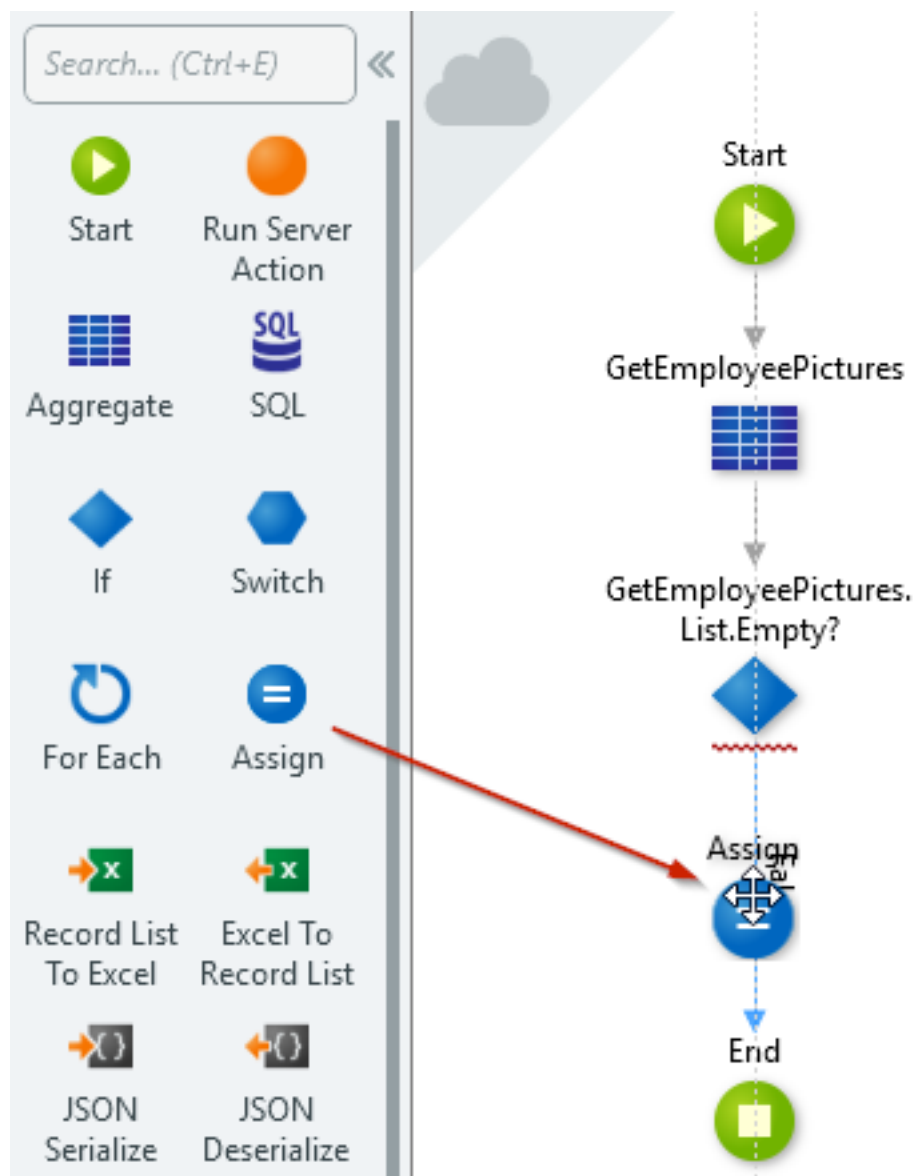 Search... (Ctrl+E)
Start
Run Server
Action
Aggregate
SQL
SQL
If
Switch
For Each
Assign
Record List
To Excel
Excel To
Record List
JSON
Serialize
JSON
Deserialize
Start
GetEmployeePictures
GetEmployeePictures.
List.Empty?
Assign
End